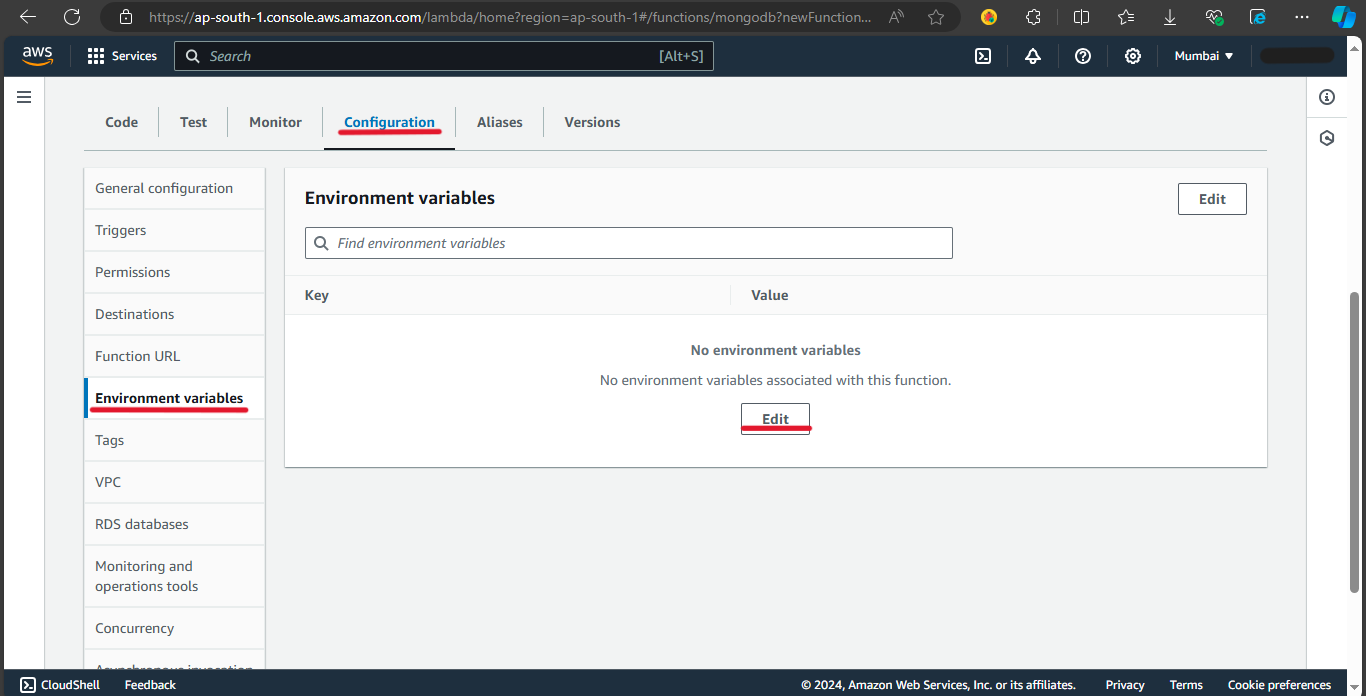 https://ap-south-1.console.aws.amazon.com/lambda/home?region=ap-south-1#/functions/mongodb?newFunction...
aws
Services
Search
[Alt+S]
Mumbai
Code
Test
Monitor
Configuration
Aliases
Versions
General configuration
Triggers
Permissions
Destinations
Function URL
Environment variables
Tags
VPC
RDS databases
Monitoring and
operations tools
Concurrency
Asynchronous invocation
Environment variables
Edit
Find environment variables
Key
Value
No environment variables
No environment variables associated with this function.
Edit
CloudShell
Feedback
© 2024, Amazon Web Services, Inc. or its affiliates.
Privacy
Terms
Cookie preferences